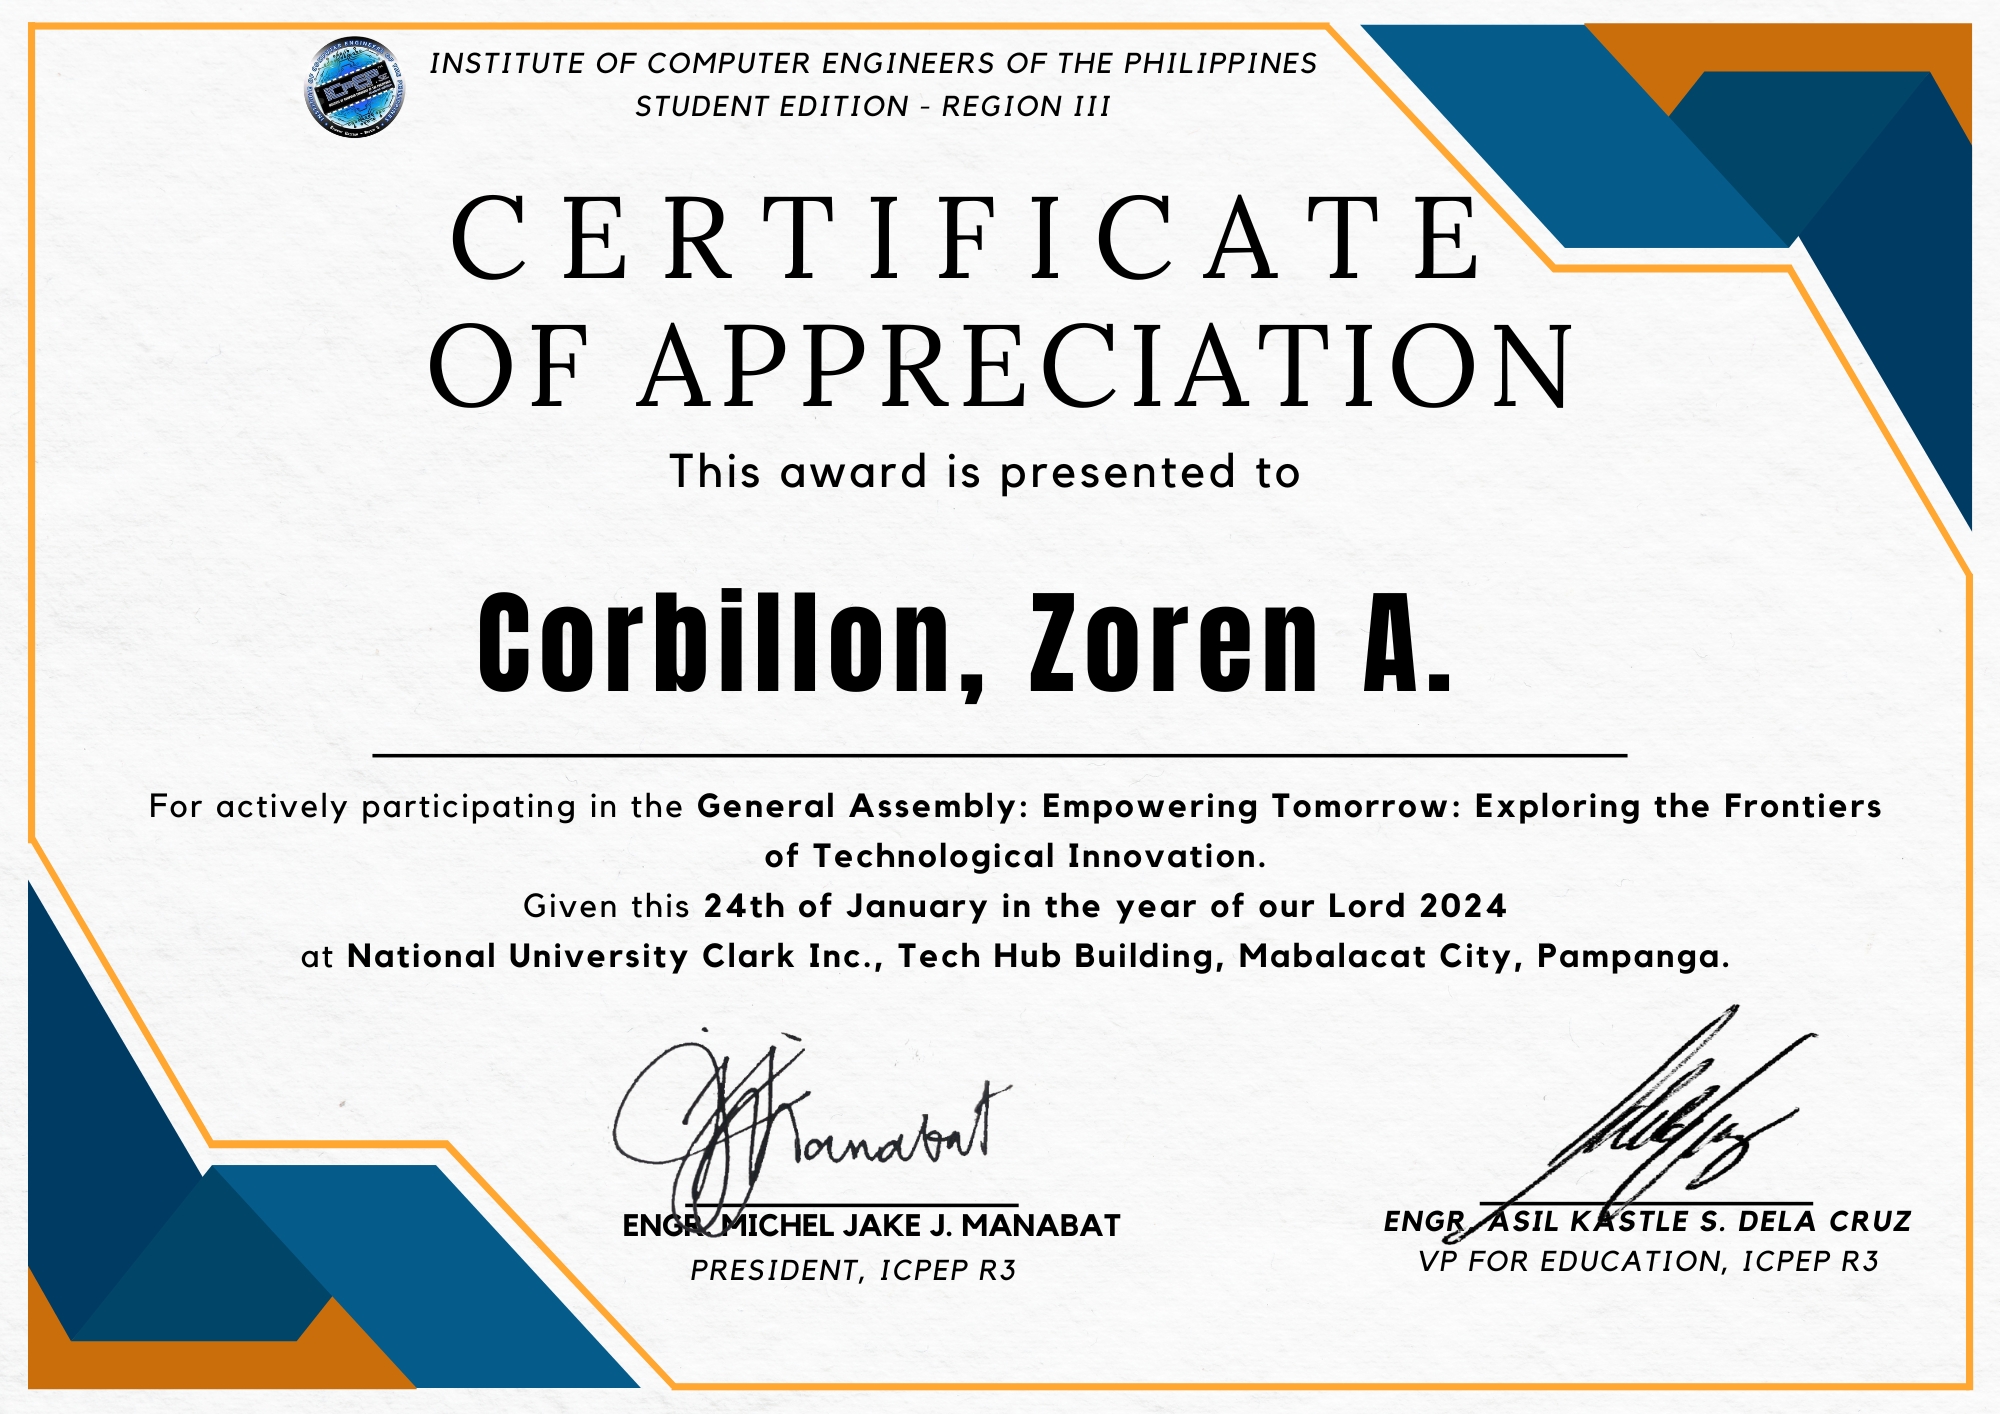 INSTITUTE OF COMPUTER ENGINEERS OF THE PHILIPPINES
STUDENT EDITION - REGION III
CERTIFICATE
OF APPRECIATION
This award is presented to
Corbillon, Zoren A.
For actively participating in the General Assembly: Empowering Tomorrow: Exploring the Frontiers
of Technological Innovation.
Given this 24th of January in the year of our Lord 2024
at National University Clark Inc., Tech Hub Building, Mabalacat City, Pampanga.
ENGR. MICHEL JAKE J. MANABAT
PRESIDENT, ICPEP R3
ENGR. ASIL KASTLE S. DELA CRUZ
VP FOR EDUCATION, ICPEP R3